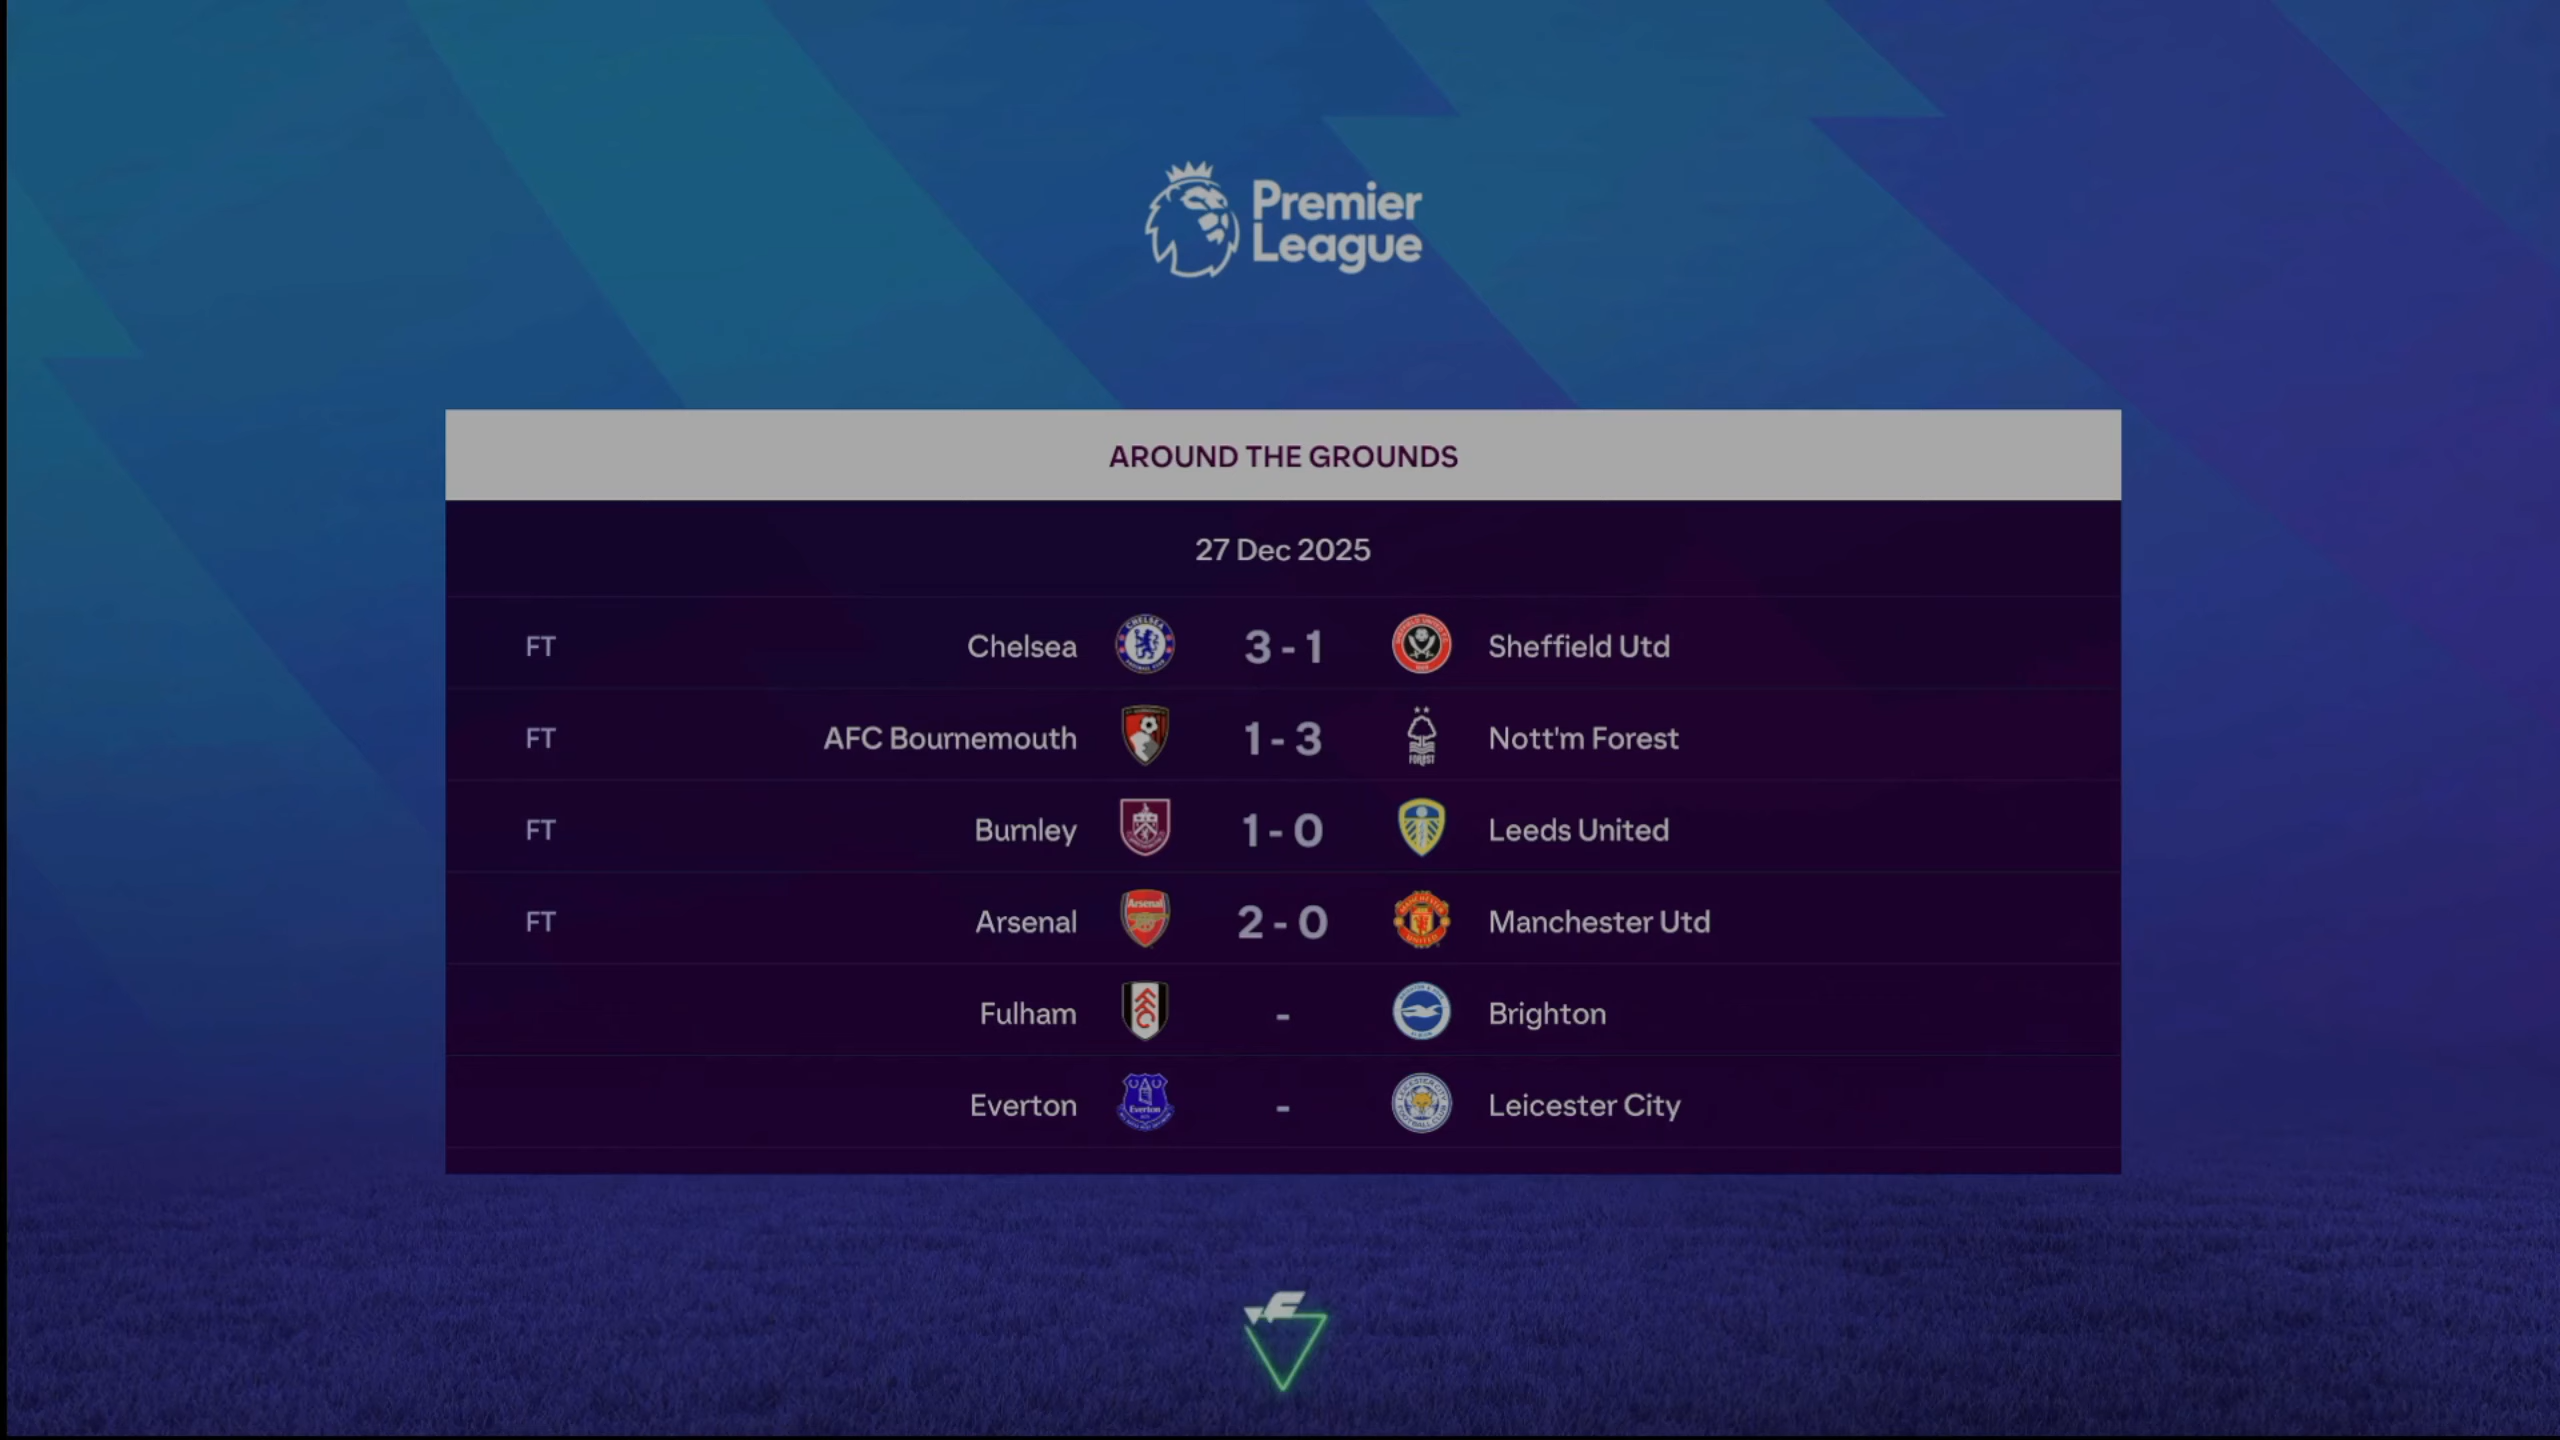 Premier
League
AROUND THE GROUNDS
27 Dec 2025
FT Chelsea 3 - 1 Sheffield Utd
FT AFC Bournemouth 1 - 3 Nott'm Forest
FT Burnley 1 - 0 Leeds United
FT Arsenal 2 - 0 Manchester Utd
Fulham - Brighton
Everton - Leicester City